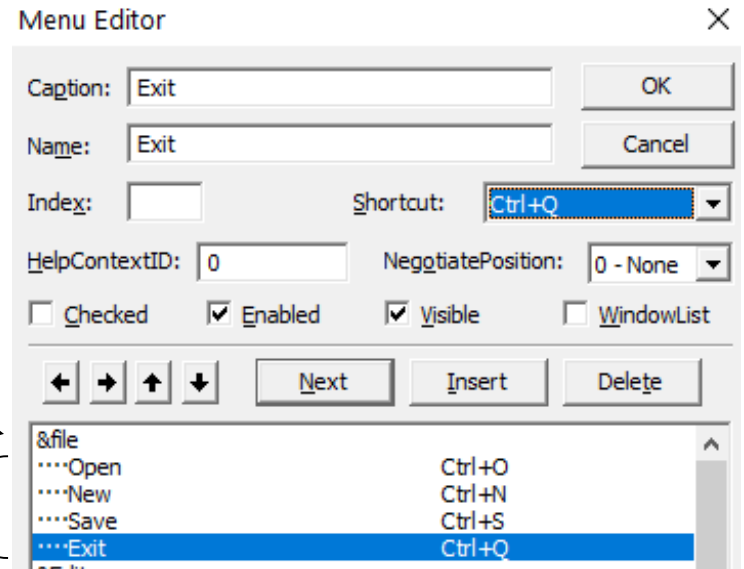 Menu Editor
Caption: Exit OK
Name: Exit Cancel
Index: Shortcut: Ctrl+Q
HelpContextID: 0 NegotiatePosition: 0 - None
Checked Enabled Visible WindowList
Next Insert Delete
&file
····Open Ctrl+O
····New Ctrl+N
····Save Ctrl+S
····Exit Ctrl+Q